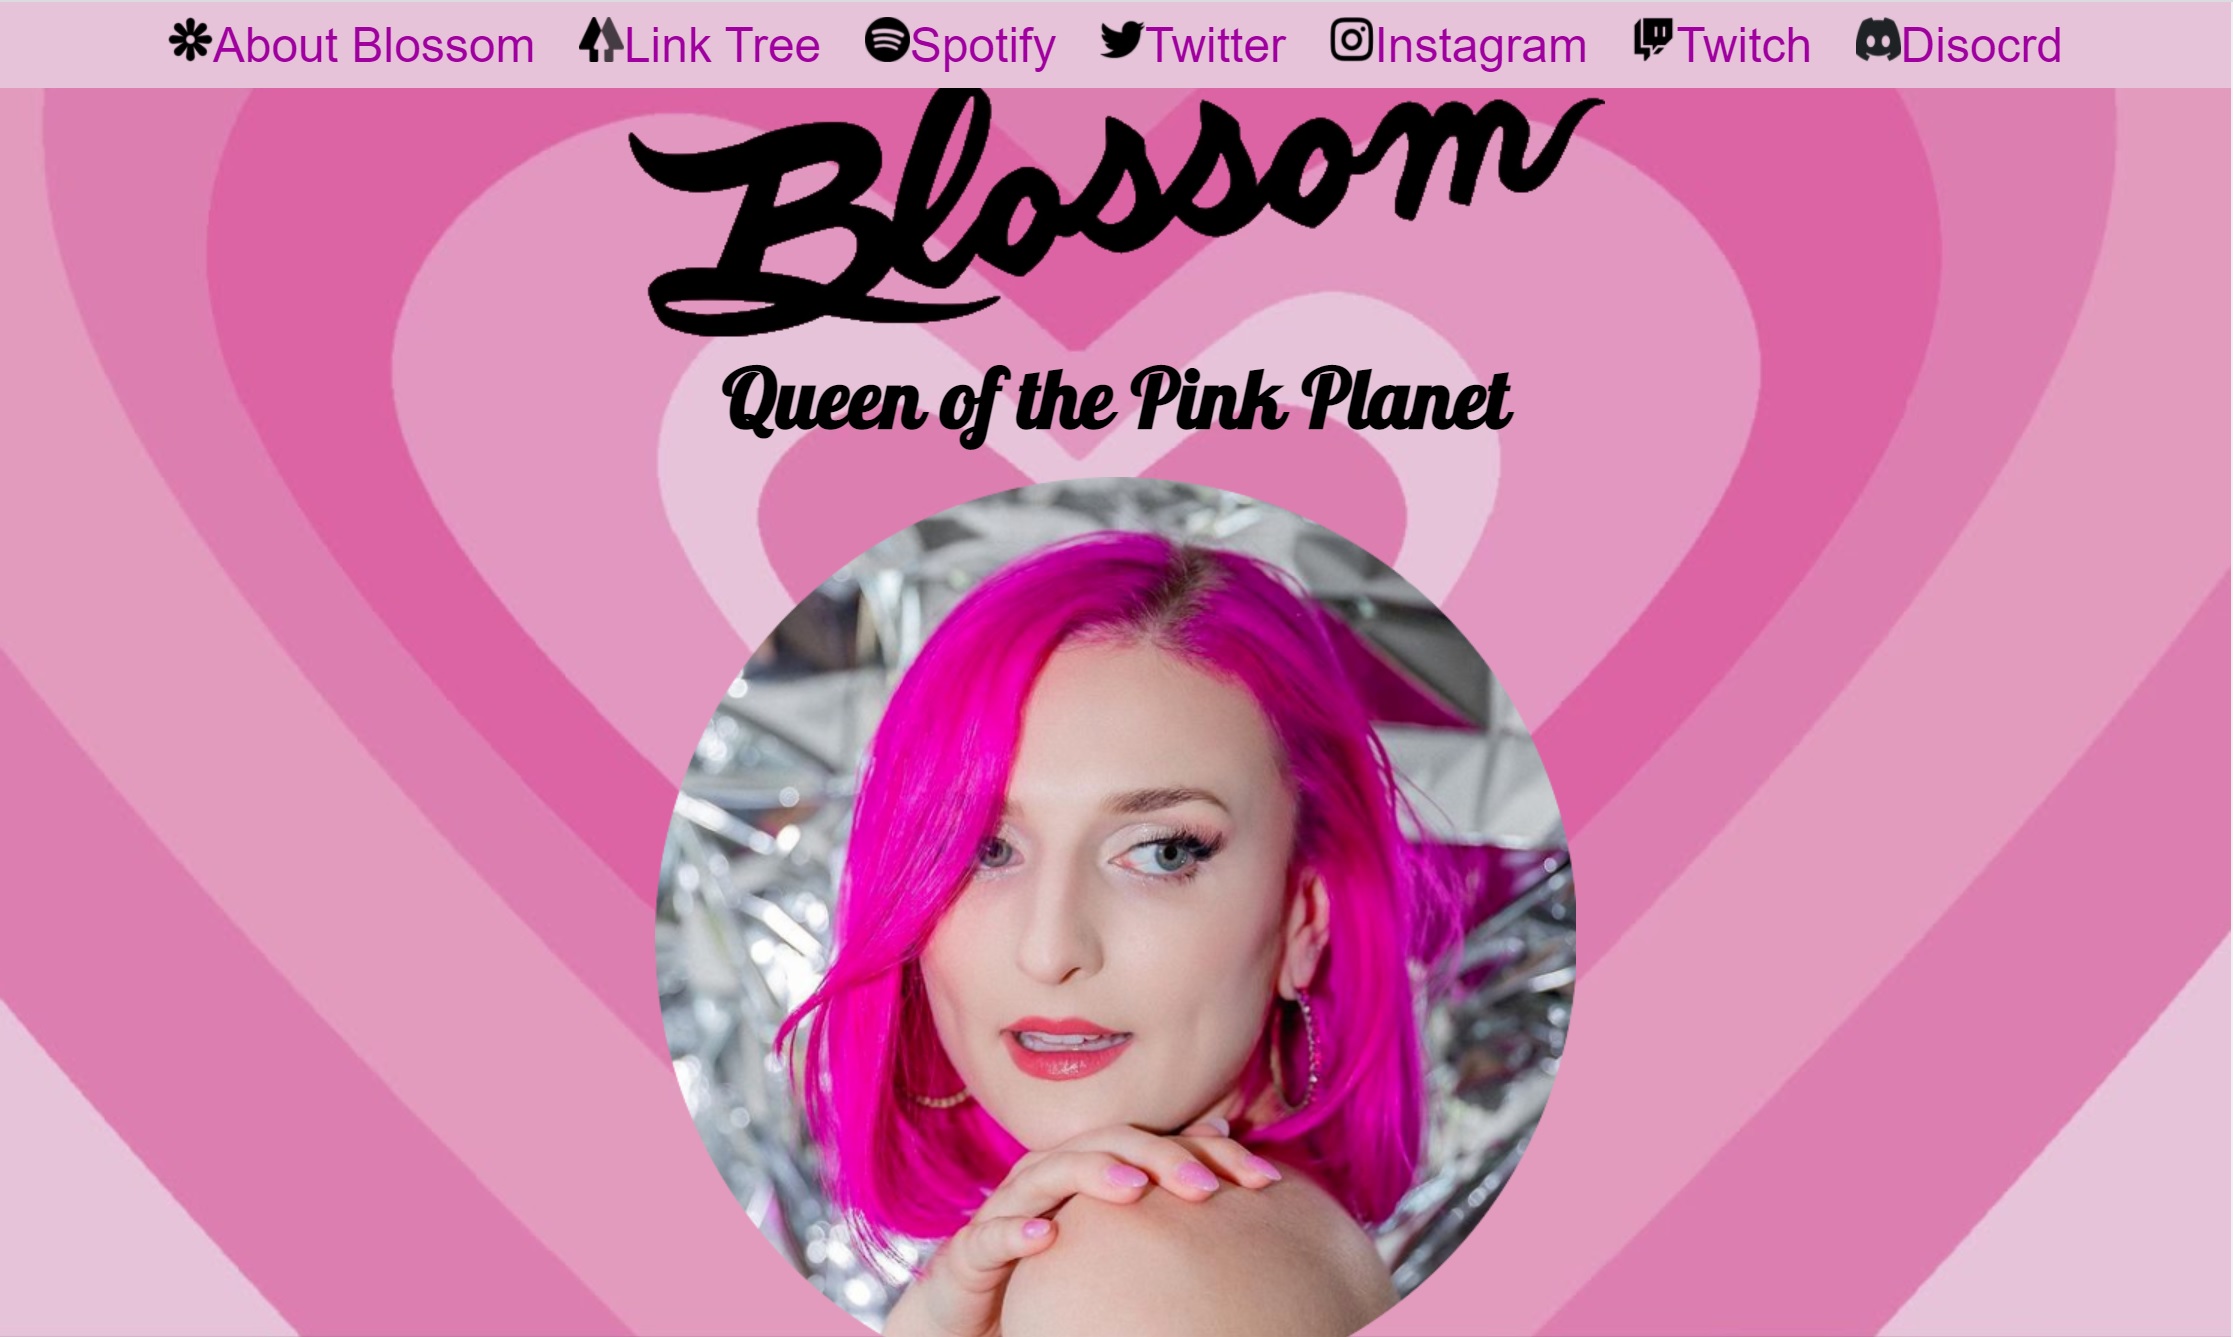 About Blossom Link Tree Spotify Twitter Instagram Twitch Disocrd
Blossom
Queen of the Pink Planet